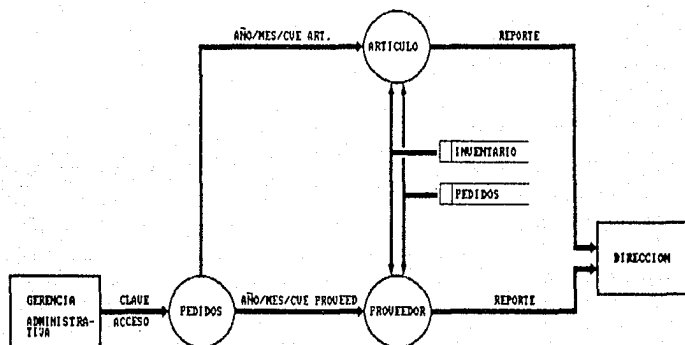 AÑO/MES/CVE ART.
ARTICULO
REPORTE
INVENTARIO
PEDIDOS
DIRECCION
GERENCIA
ADMINISTRA-
TIVA
CLAVE
ACCESO
PEDIDOS
AÑO/MES/CVE PROVEED
PROVEEDOR
REPORTE